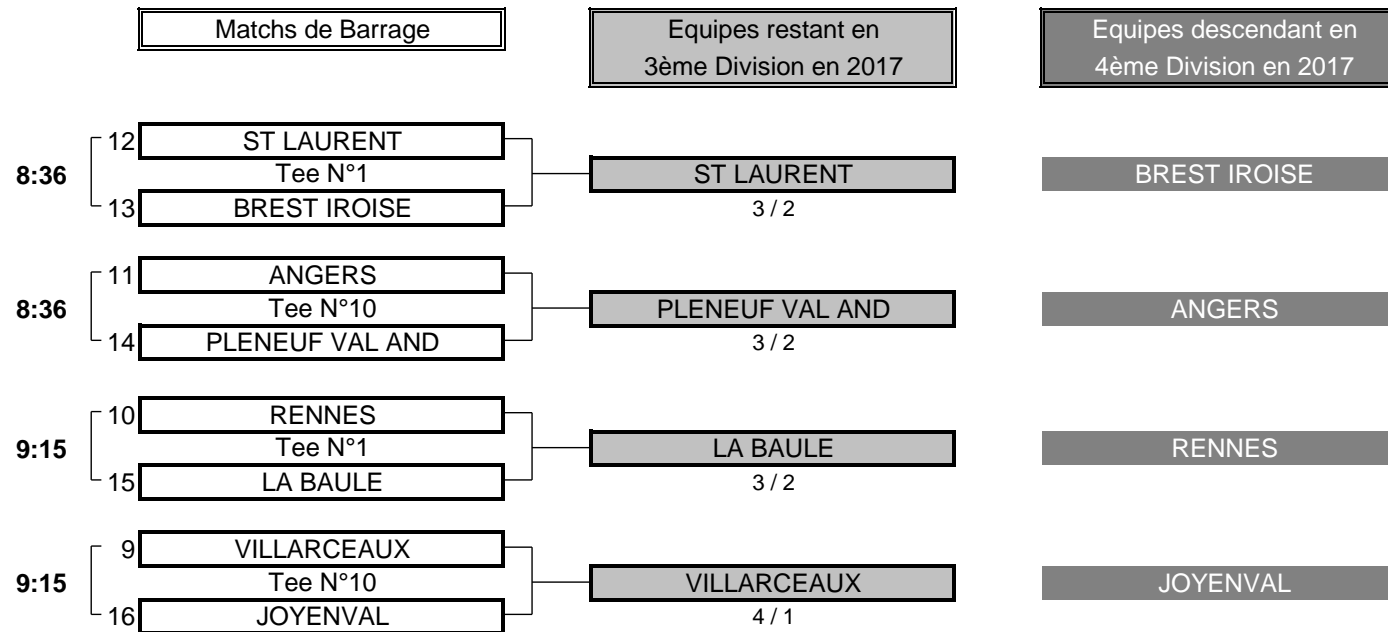 Matchs de Barrage
Equipes restant en
3ème Division en 2017
Equipes descendant en
4ème Division en 2017
12 ST LAURENT
8:36 Tee N°1 ST LAURENT BREST IROISE
13 BREST IROISE 3 / 2
11 ANGERS
8:36 Tee N°10 PLENEUF VAL AND ANGERS
14 PLENEUF VAL AND 3 / 2
10 RENNES
9:15 Tee N°1 LA BAULE RENNES
15 LA BAULE 3 / 2
9 VILLARCEAUX
9:15 Tee N°10 VILLARCEAUX JOYENVAL
16 JOYENVAL 4 / 1